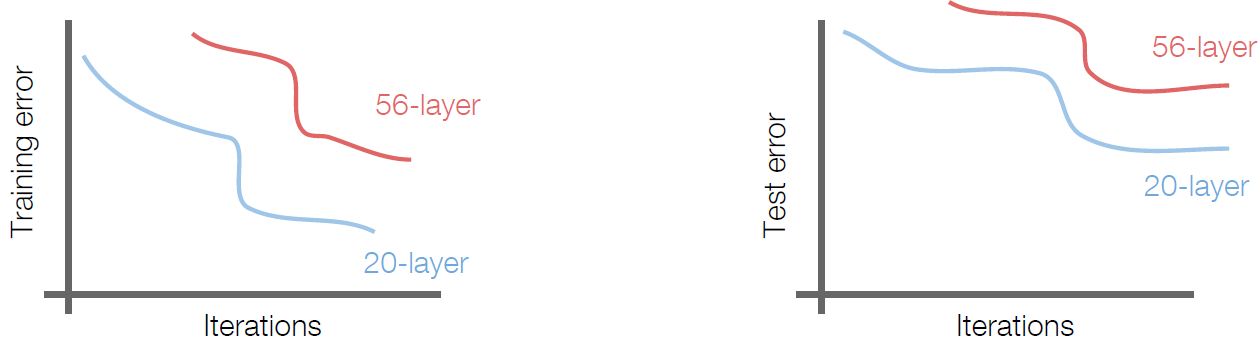 Training error
56-layer
20-layer
Iterations
Test error
56-layer
20-layer
Iterations